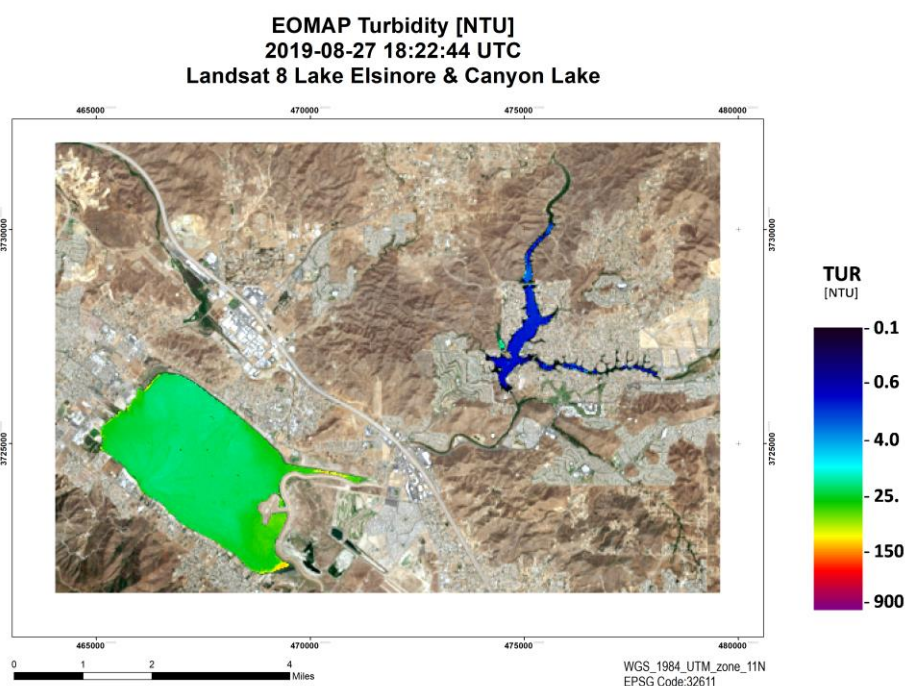 EOMAP Turbidity [NTU]
2019-08-27 18:22:44 UTC
Landsat 8 Lake Elsinore & Canyon Lake
465000 470000 475000 480000
3730000 3730000
3725000 3725000
TUR
[NTU]
0.1
0.6
4.0
25.
150
900
465000 470000 475000 480000
0 1 2 4
Miles
WGS_1984_UTM_zone_11N
EPSG Code:32611